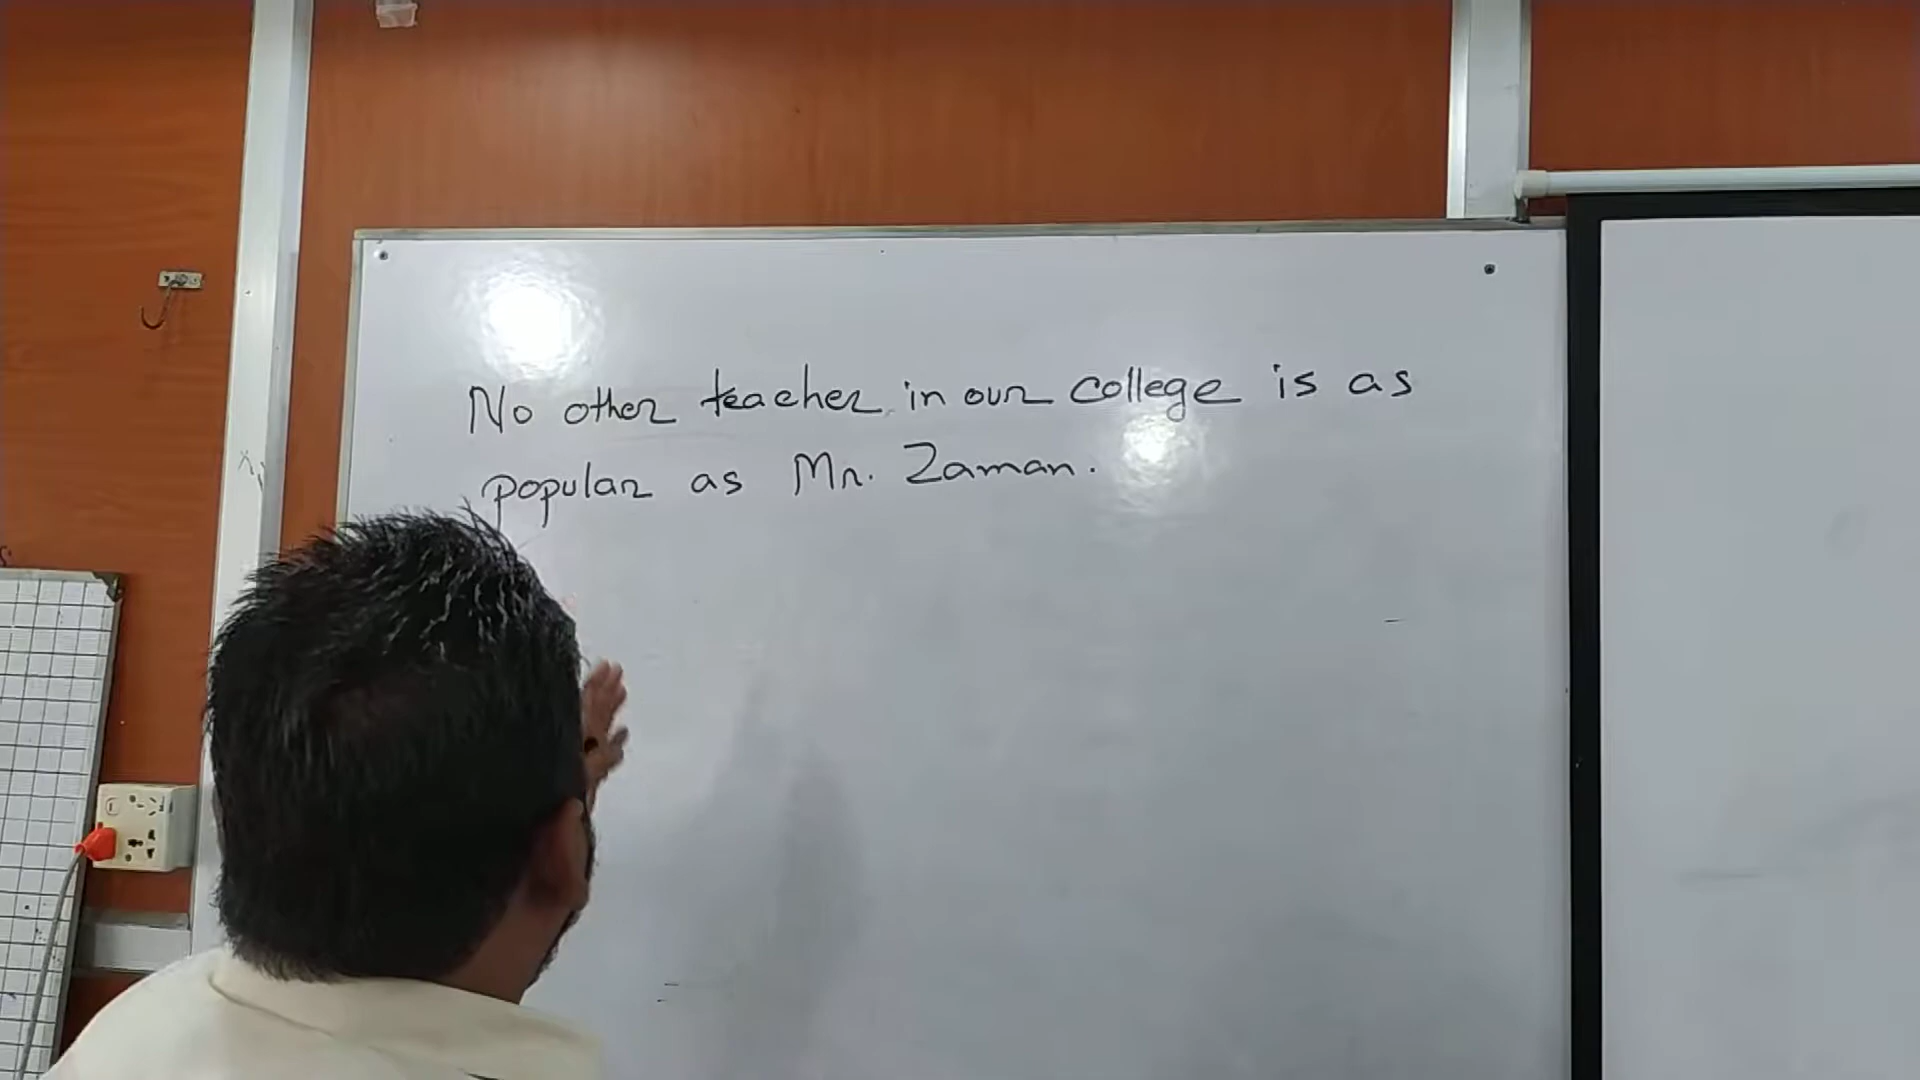 No other teacher in our college is as
popular as Mr. Zaman.